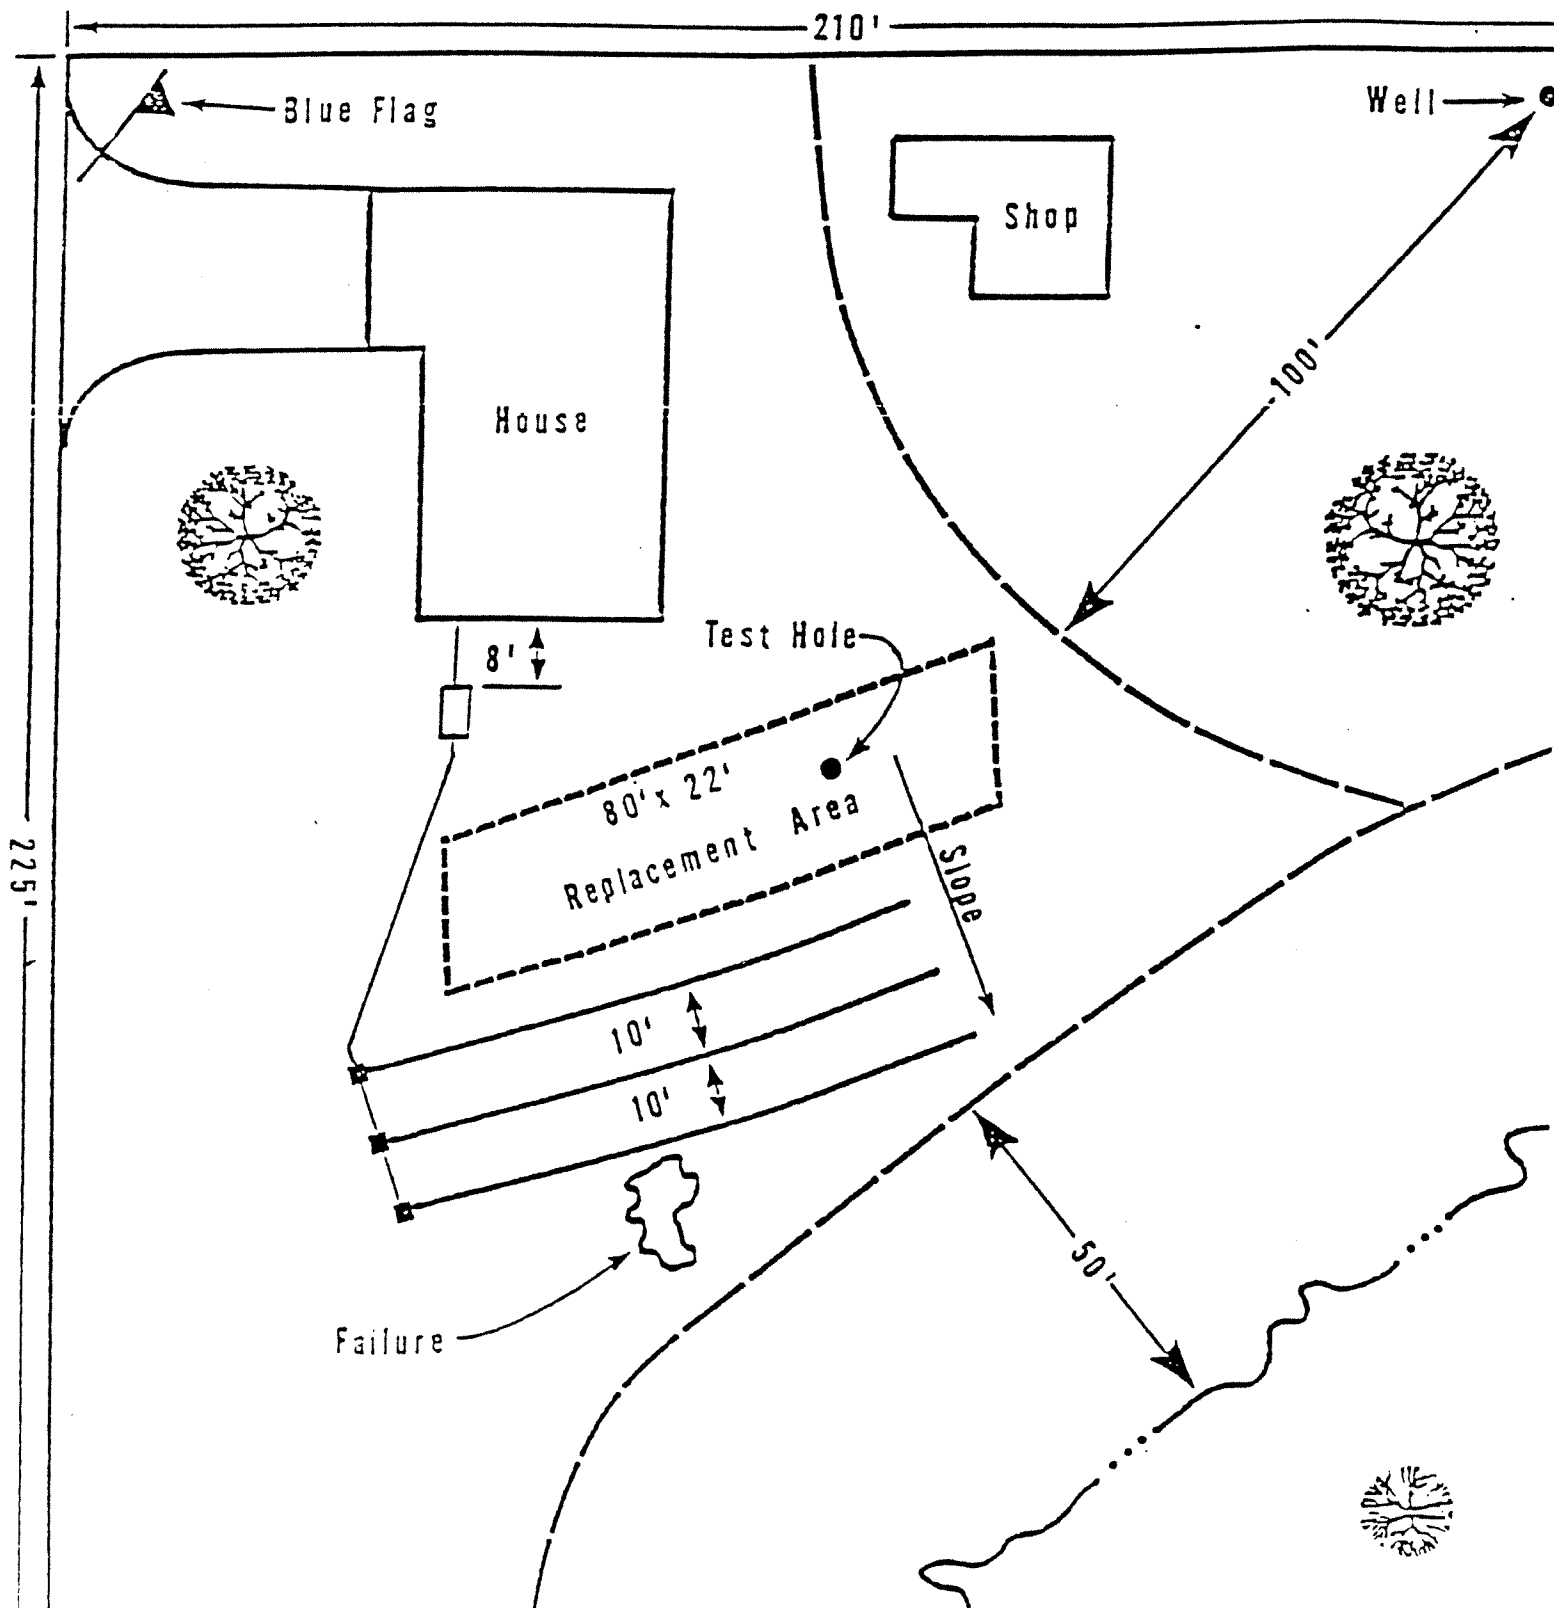 210'
Blue Flag
Well
Shop
100'
House
Test Hole
8'
80' x 22'
Replacement Area
225'
Slope
10'
10'
50'
Failure